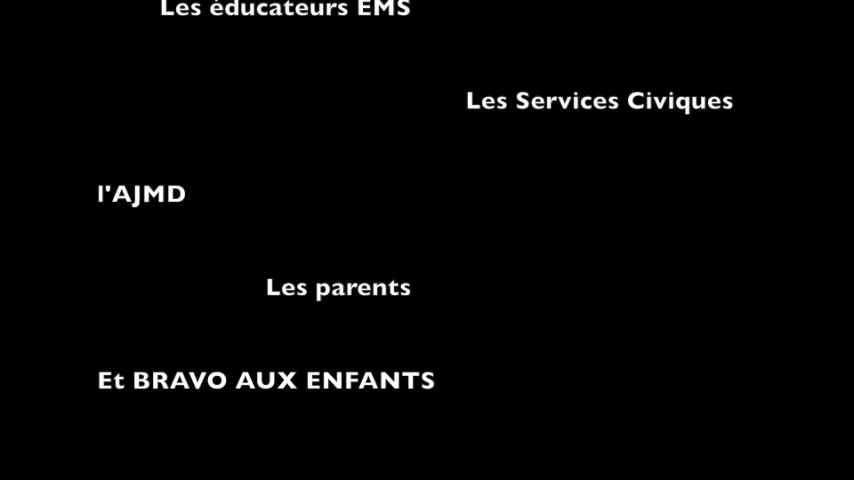 Les éducateurs EMS
Les Services Civiques
l'AJMD
Les parents
Et BRAVO AUX ENFANTS